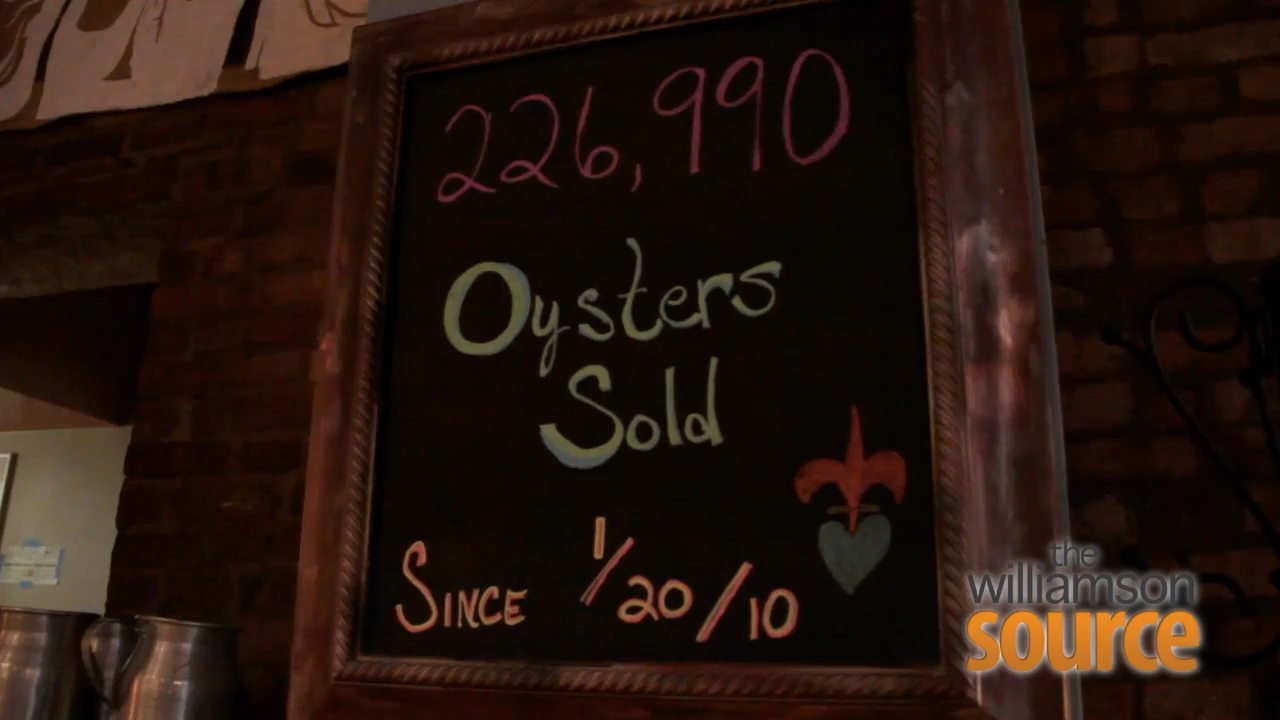 226,990
Oysters
Sold
Since 1/20/10
the
williamson
source